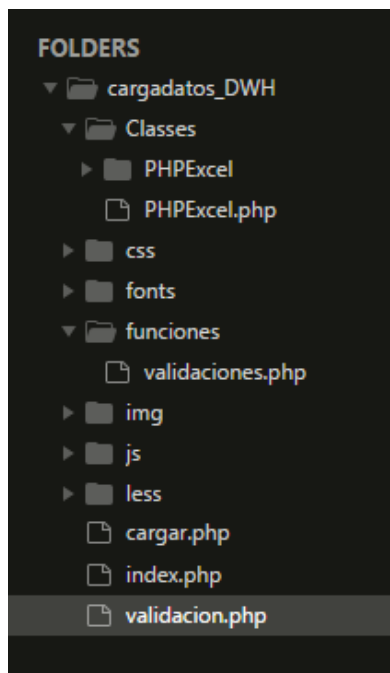 FOLDERS
cargadatos_DWH
Classes
PHPExcel
PHPExcel.php
css
fonts
funciones
validaciones.php
img
js
less
cargar.php
index.php
validacion.php